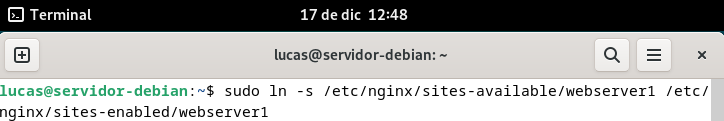 Terminal
17 de dic 12:48
lucas@servidor-debian: ~
lucas@servidor-debian:~$ sudo ln -s /etc/nginx/sites-available/webserver1 /etc/
nginx/sites-enabled/webserver1